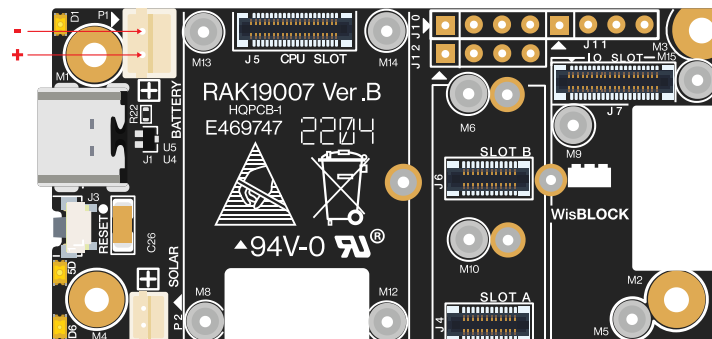 D1
P1
-
+
M1
M13
J5 CPU SLOT
M14
J10
J12
J11
M3
IO SLOT
M15
J7
BATTERY
R22
U5
J1 U4
RAK19007 Ver.B
HQPCB-1
E469747
2204
M6
M9
SLOT B
J6
WisBLOCK
J3
RESET
C26
94V-0
®
M10
5D
SOLAR
M8
M12
M2
SLOT A
J4
M5
D6
M4
P2